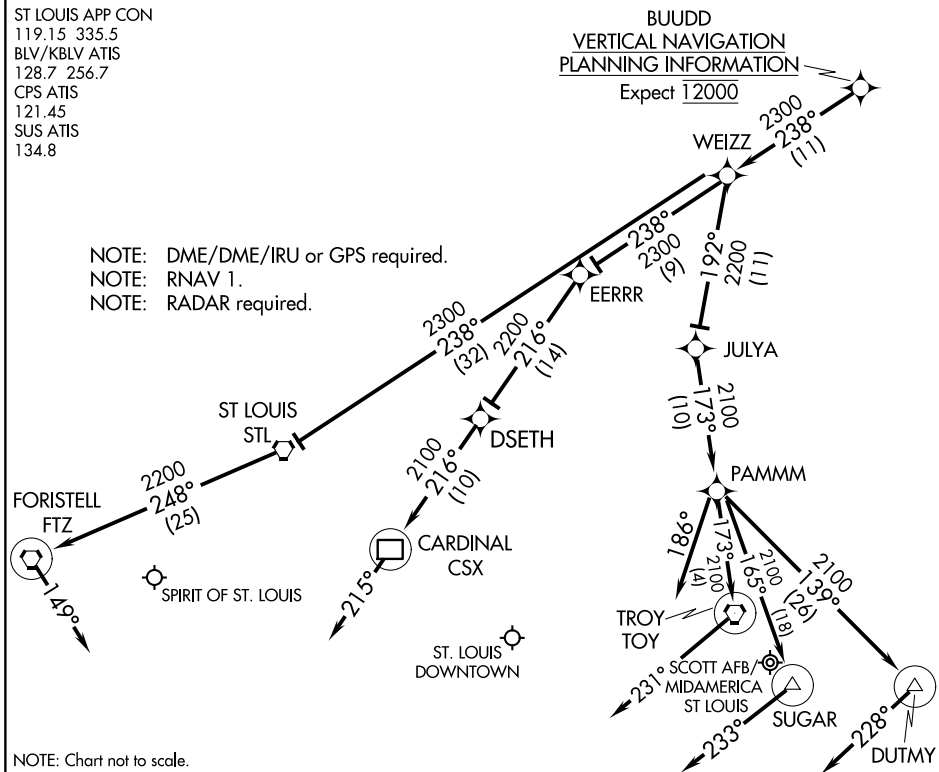 ST LOUIS APP CON
119.15 335.5
BLV/KBLV ATIS
128.7 256.7
CPS ATIS
121.45
SUS ATIS
134.8
BUUDD
VERTICAL NAVIGATION
PLANNING INFORMATION
Expect 12000
2300
238°
(11)
WEIZZ
NOTE: DME/DME/IRU or GPS required.
NOTE: RNAV 1.
NOTE: RADAR required.
238°
2300
(9)
192°
2200
(11)
EERRR
2300
238°
(32)
2200
216°
(14)
JULYA
2100
173°
(10)
ST LOUIS
STL
DSETH
2200
248°
(25)
2100
216°
(10)
PAMMM
FORISTELL
FTZ
149°
SPIRIT OF ST. LOUIS
CARDINAL
CSX
215°
186°
(4)
173°
2100
2100
165°
(18)
2100
139°
(26)
TROY
TOY
ST. LOUIS
DOWNTOWN
231°
SCOTT AFB/
MIDAMERICA
ST LOUIS
SUGAR
233°
228°
DUTMY
NOTE: Chart not to scale.